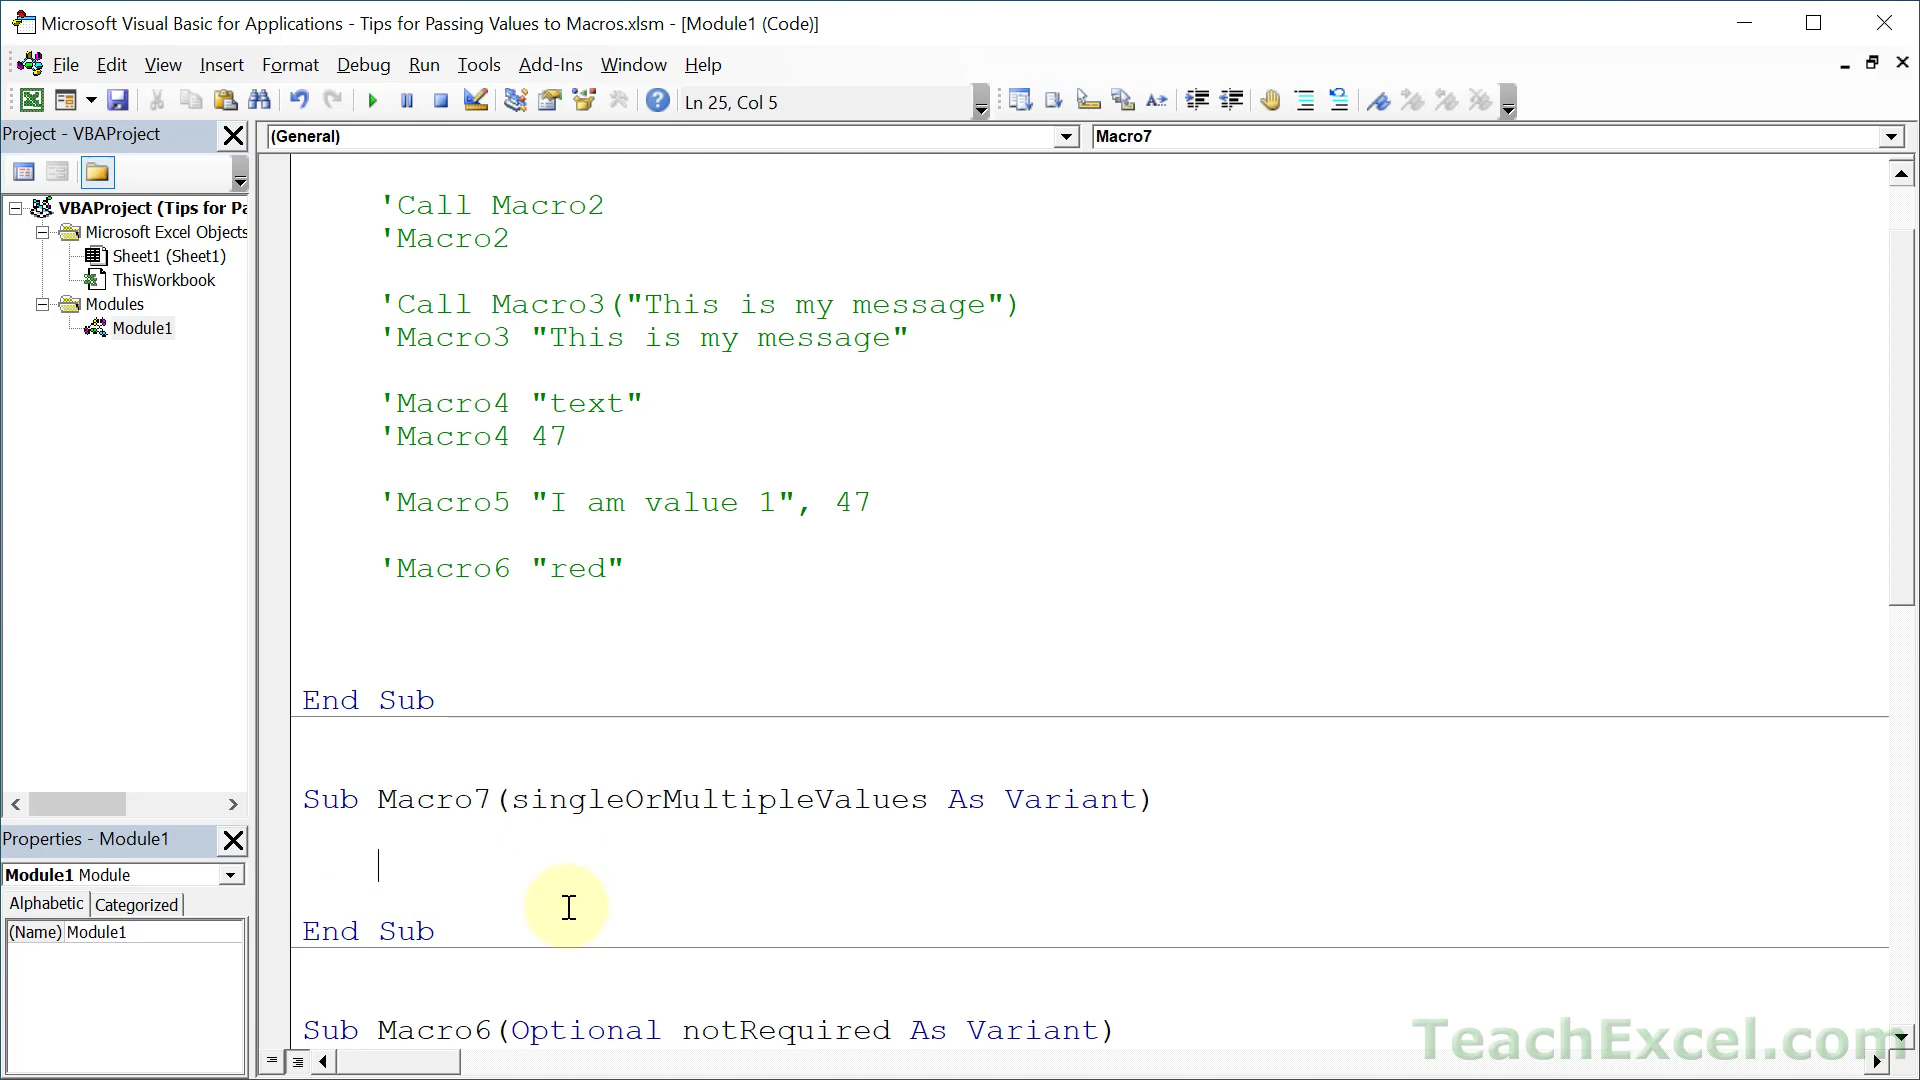 Microsoft Visual Basic for Applications - Tips for Passing Values to Macros.xlsm - [Module1 (Code)]
File Edit View Insert Format Debug Run Tools Add-Ins Window Help
Ln 25, Col 5
Project - VBAProject
(General)
Macro7
VBAProject (Tips for Pa
Microsoft Excel Objects
Sheet1 (Sheet1)
ThisWorkbook
Modules
Module1
'Call Macro2
'Macro2
'Call Macro3("This is my message")
'Macro3 "This is my message"
'Macro4 "text"
'Macro4 47
'Macro5 "I am value 1", 47
'Macro6 "red"
End Sub
Sub Macro7(singleOrMultipleValues As Variant)
End Sub
Sub Macro6(Optional notRequired As Variant)
Properties - Module1
Module1 Module
Alphabetic Categorized
(Name) Module1
TeachExcel.com